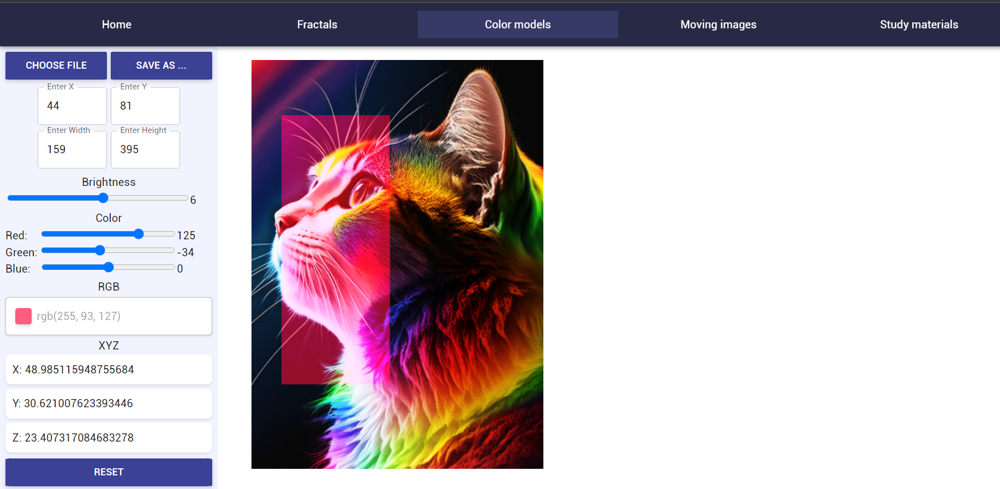 Home Fractals Color models Moving images Study materials
CHOOSE FILE SAVE AS ...
Enter X Enter Y
44 81
Enter Width Enter Height
159 395
Brightness
6
Color
Red: 125
Green: -34
Blue: 0
RGB
rgb(255, 93, 127)
XYZ
X: 48.985115948755684
Y: 30.621007623393446
Z: 23.407317084683278
RESET